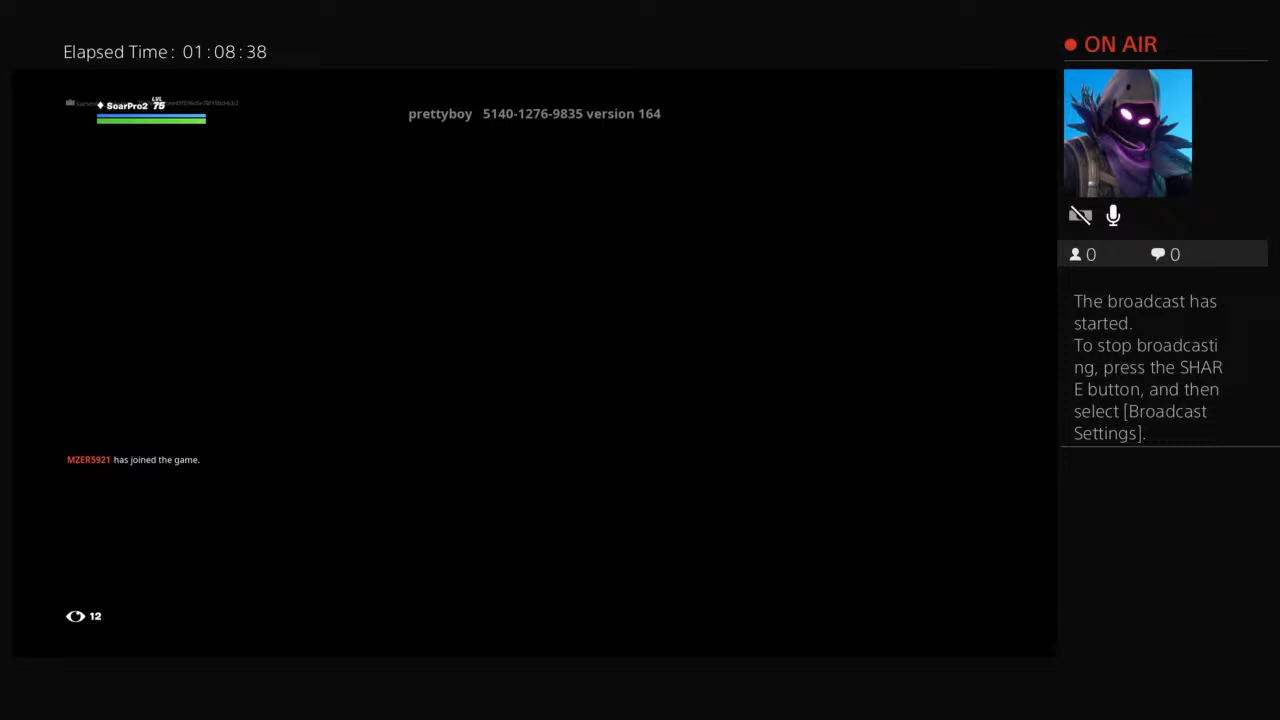 Elapsed Time: 01:08:38
ON AIR
SoarPro2 LVL 75
prettyboy 5140-1276-9835 version 164
0 0
The broadcast has
started.
To stop broadcasti
ng, press the SHAR
E button, and then
select [Broadcast
Settings].
MZER5921 has joined the game.
12